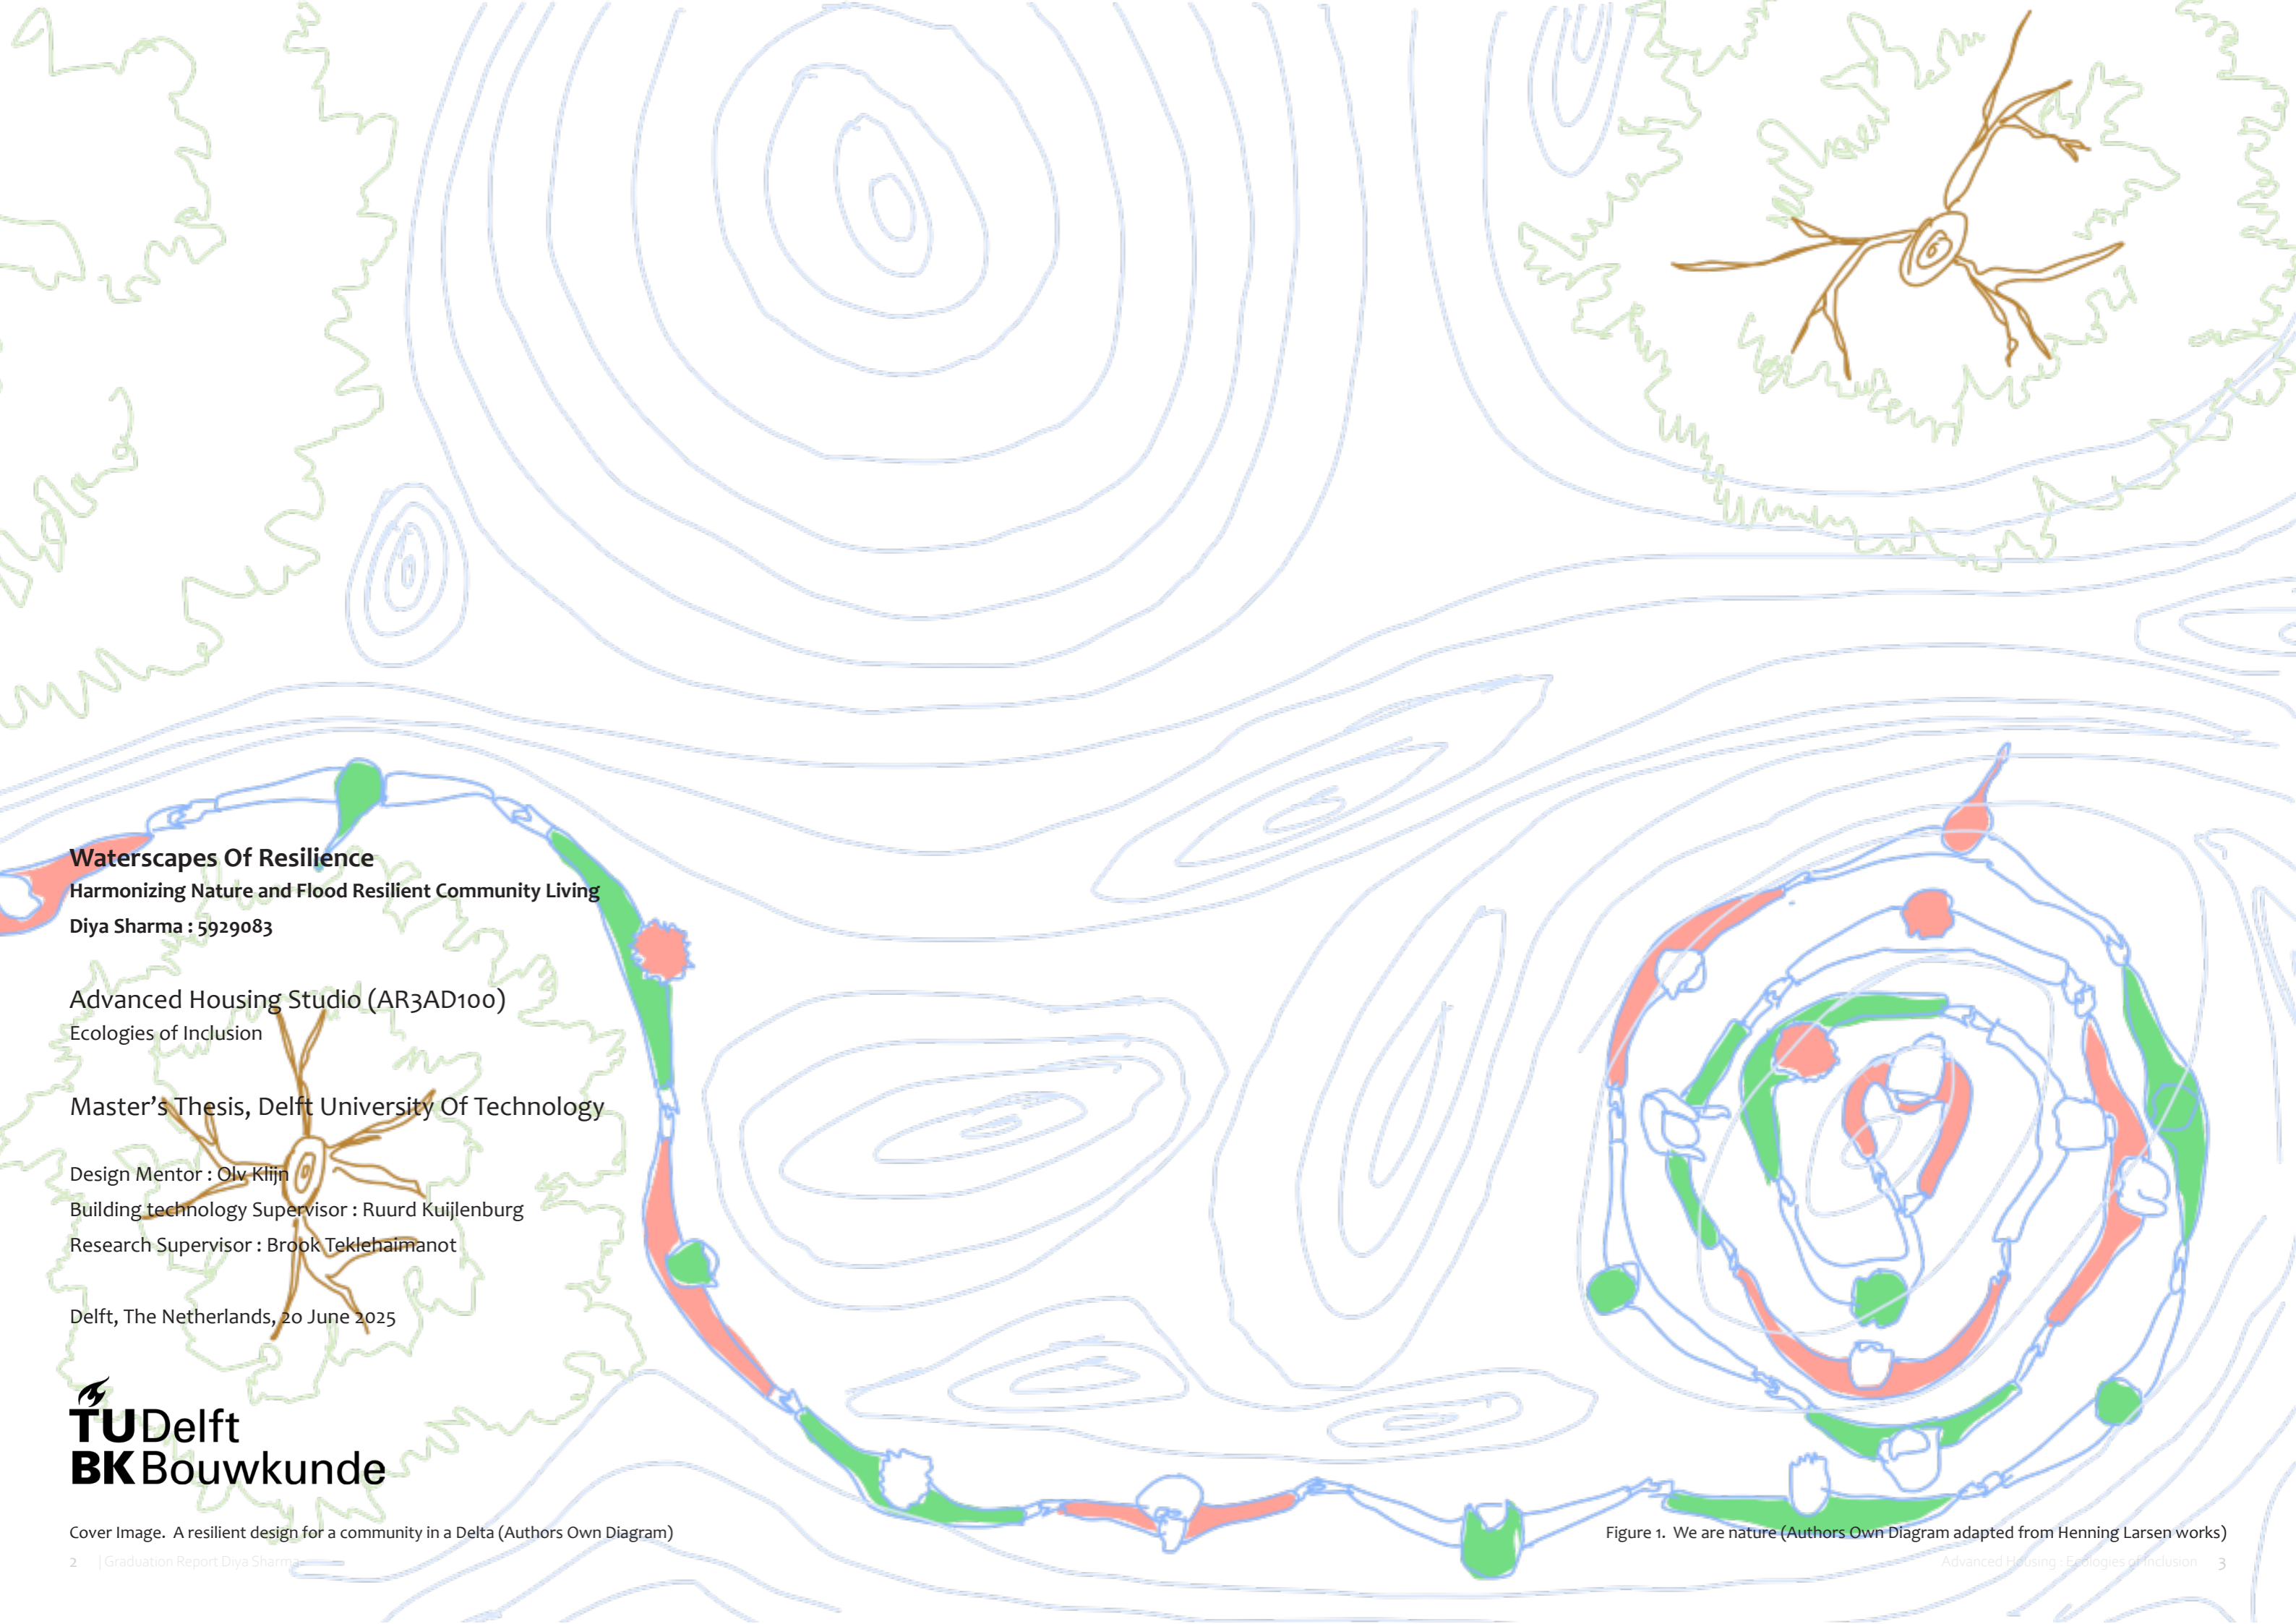 Waterscapes Of Resilience
Harmonizing Nature and Flood Resilient Community Living
Diya Sharma : 5929083
Advanced Housing Studio (AR3AD100)
Ecologies of Inclusion
Master's Thesis, Delft University Of Technology
Design Mentor : Olv Klijn
Building technology Supervisor : Ruurd Kuijlenburg
Research Supervisor : Brook Teklehaimanot
Delft, The Netherlands, 20 June 2025
TU Delft
BK Bouwkunde
Cover Image. A resilient design for a community in a Delta (Authors Own Diagram)
2 | Graduation Report Diya Sharma
Figure 1. We are nature (Authors Own Diagram adapted from Henning Larsen works)
Advanced Housing : Ecologies of Inclusion 3